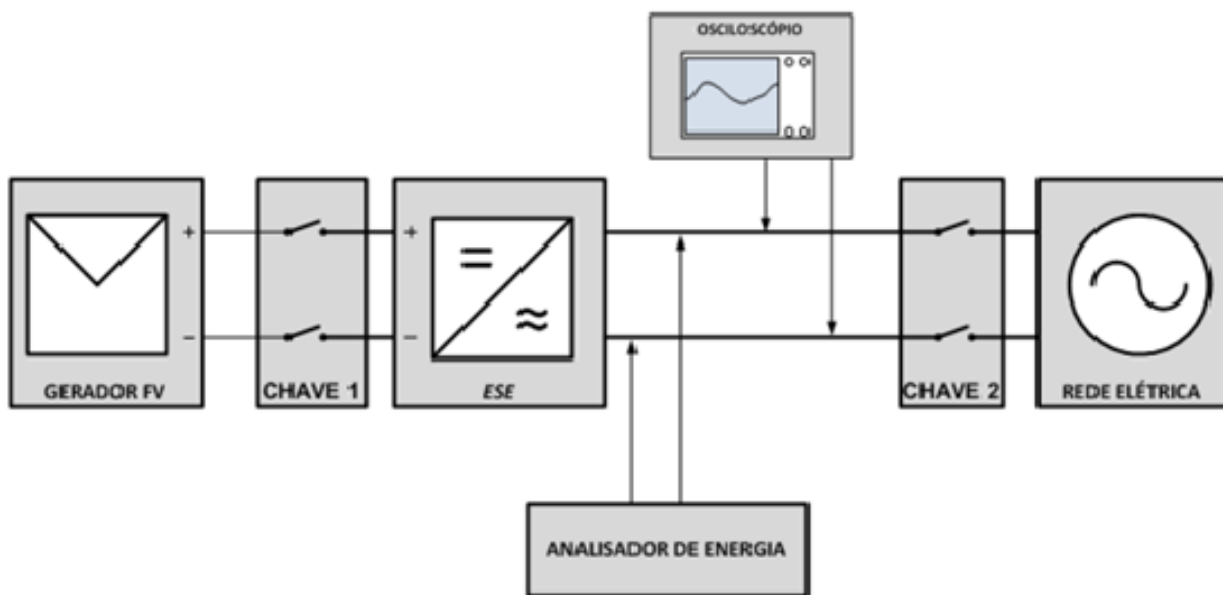 OSCILOSCÓPIO
GERADOR FV
CHAVE 1
ESE
CHAVE 2
REDE ELÉTRICA
ANALISADOR DE ENERGIA